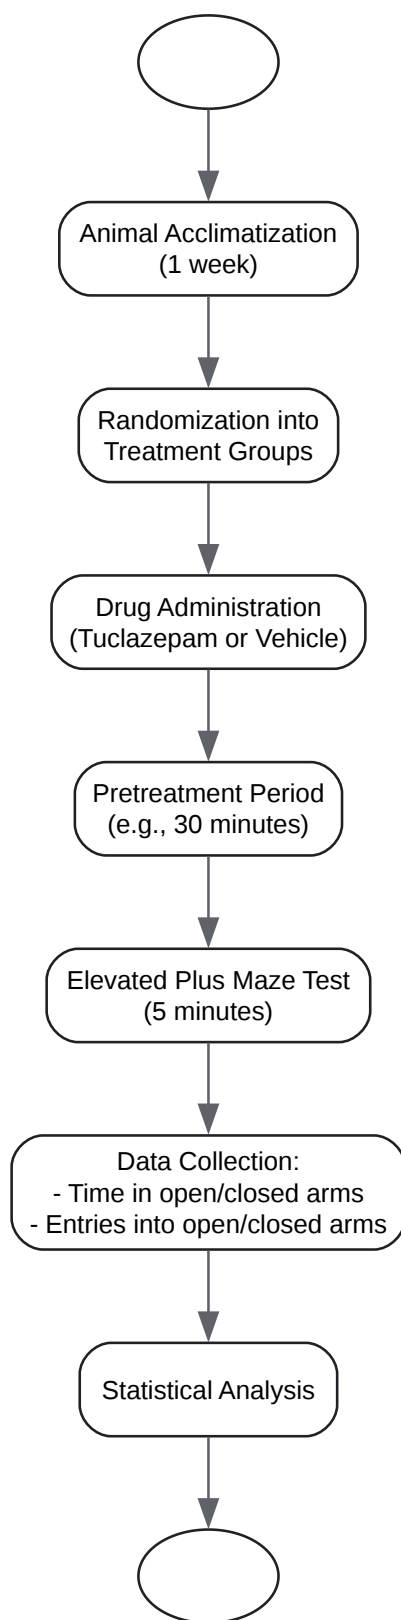 Animal Acclimatization
(1 week)
Randomization into
Treatment Groups
Drug Administration
(Tuclazepam or Vehicle)
Pretreatment Period
(e.g., 30 minutes)
Elevated Plus Maze Test
(5 minutes)
Data Collection:
- Time in open/closed arms
- Entries into open/closed arms
Statistical Analysis